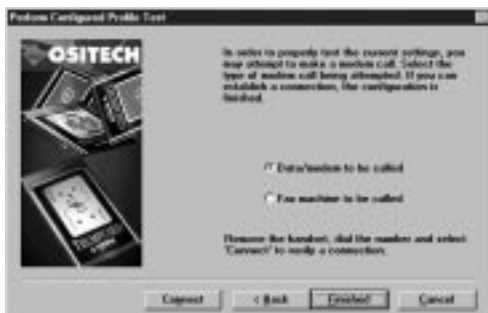 Perform Configured Profile Test
OSITECH
In order to properly test the current settings, you
may attempt to make a modem call. Select the
type of modem call being attempted. If you can
establish a connection, the configuration is
finished.
Data/modem to be called
Fax machine to be called
Remove the handset, dial the number and select
'Connect' to verify a connection.
Connect
< Back
Finished
Cancel